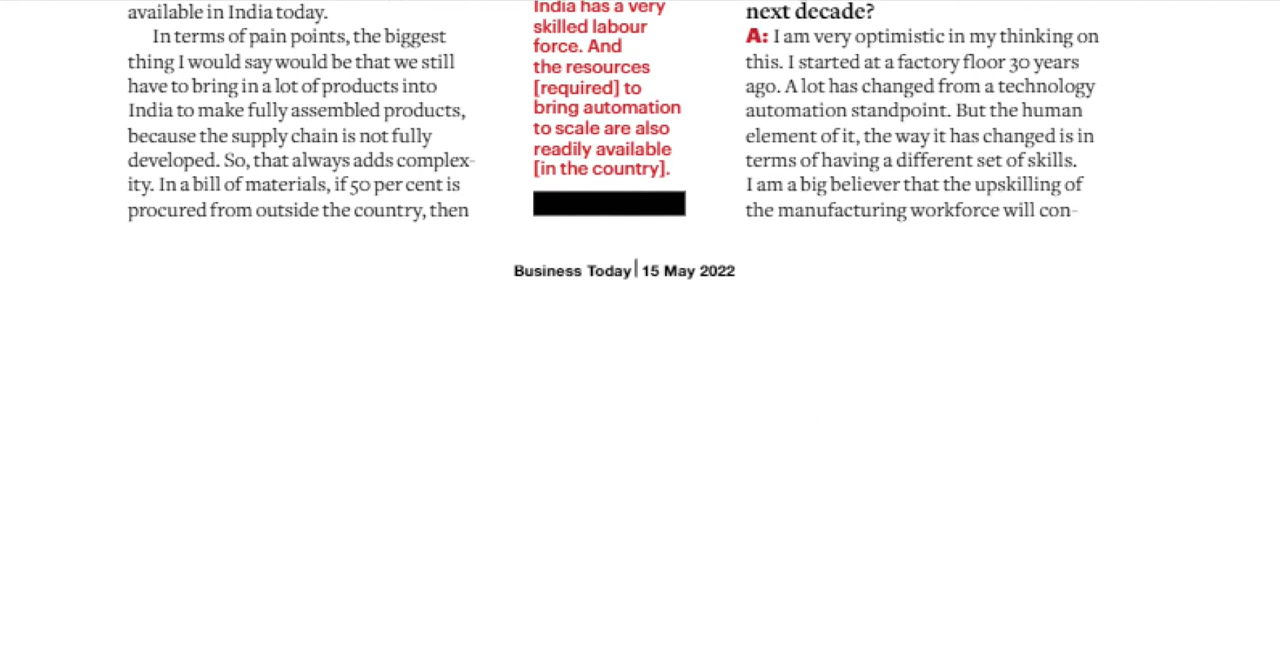 available in India today.
In terms of pain points, the biggest
thing I would say would be that we still
have to bring in a lot of products into
India to make fully assembled products,
because the supply chain is not fully
developed. So, that always adds complex-
ity. In a bill of materials, if 50 per cent is
procured from outside the country, then
India has a very
skilled labour
force. And
the resources
[required] to
bring automation
to scale are also
readily available
[in the country].
next decade?
A: I am very optimistic in my thinking on
this. I started at a factory floor 30 years
ago. A lot has changed from a technology
automation standpoint. But the human
element of it, the way it has changed is in
terms of having a different set of skills.
I am a big believer that the upskilling of
the manufacturing workforce will con-
Business Today | 15 May 2022